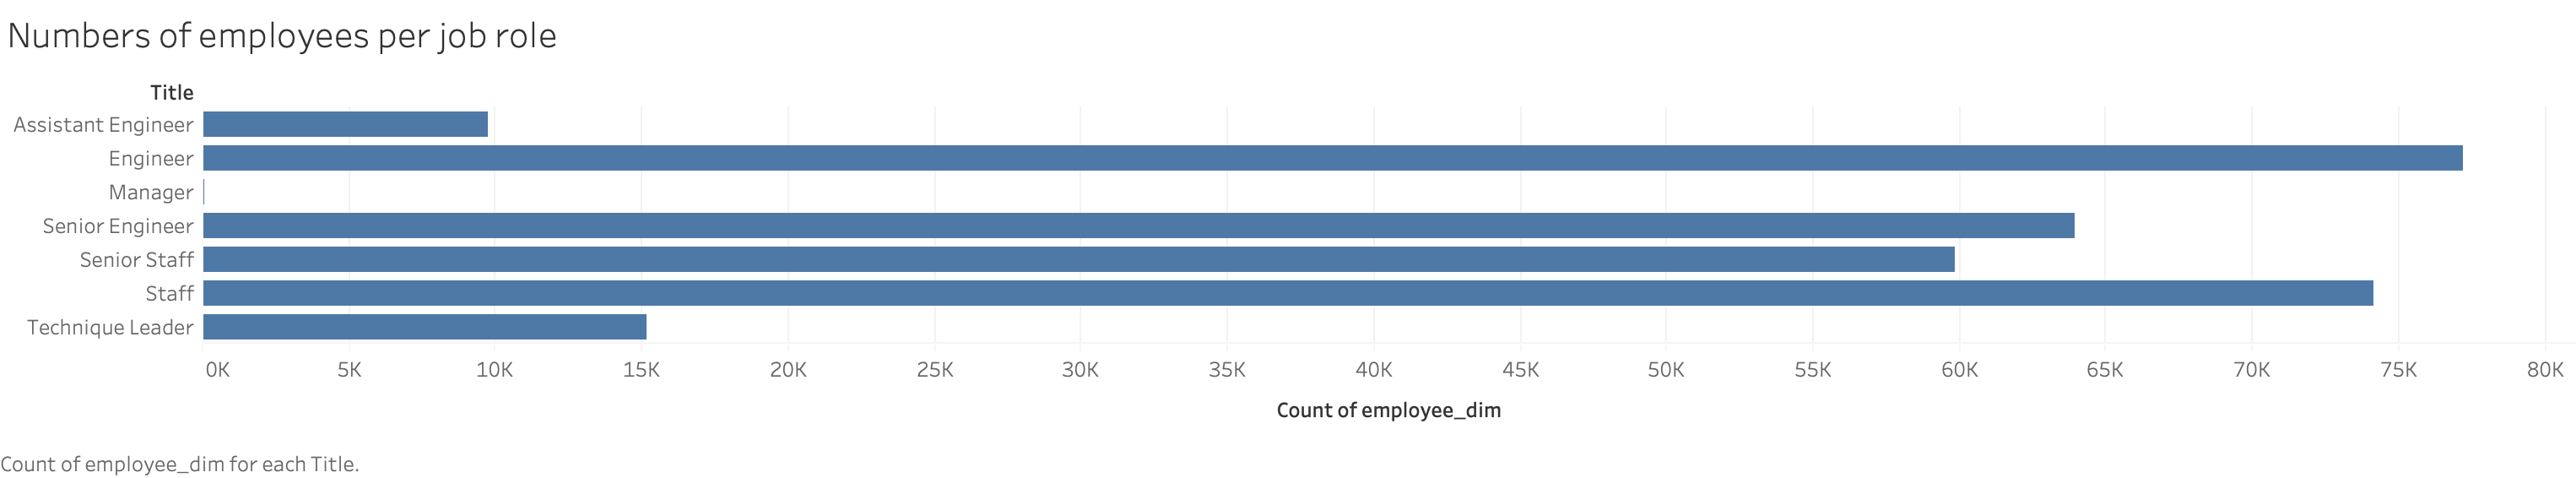 Numbers of employees per job role
Title
Assistant Engineer
Engineer
Manager
Senior Engineer
Senior Staff
Staff
Technique Leader
0K 5K 10K 15K 20K 25K 30K 35K 40K 45K 50K 55K 60K 65K 70K 75K 80K
Count of employee_dim
Count of employee_dim for each Title.